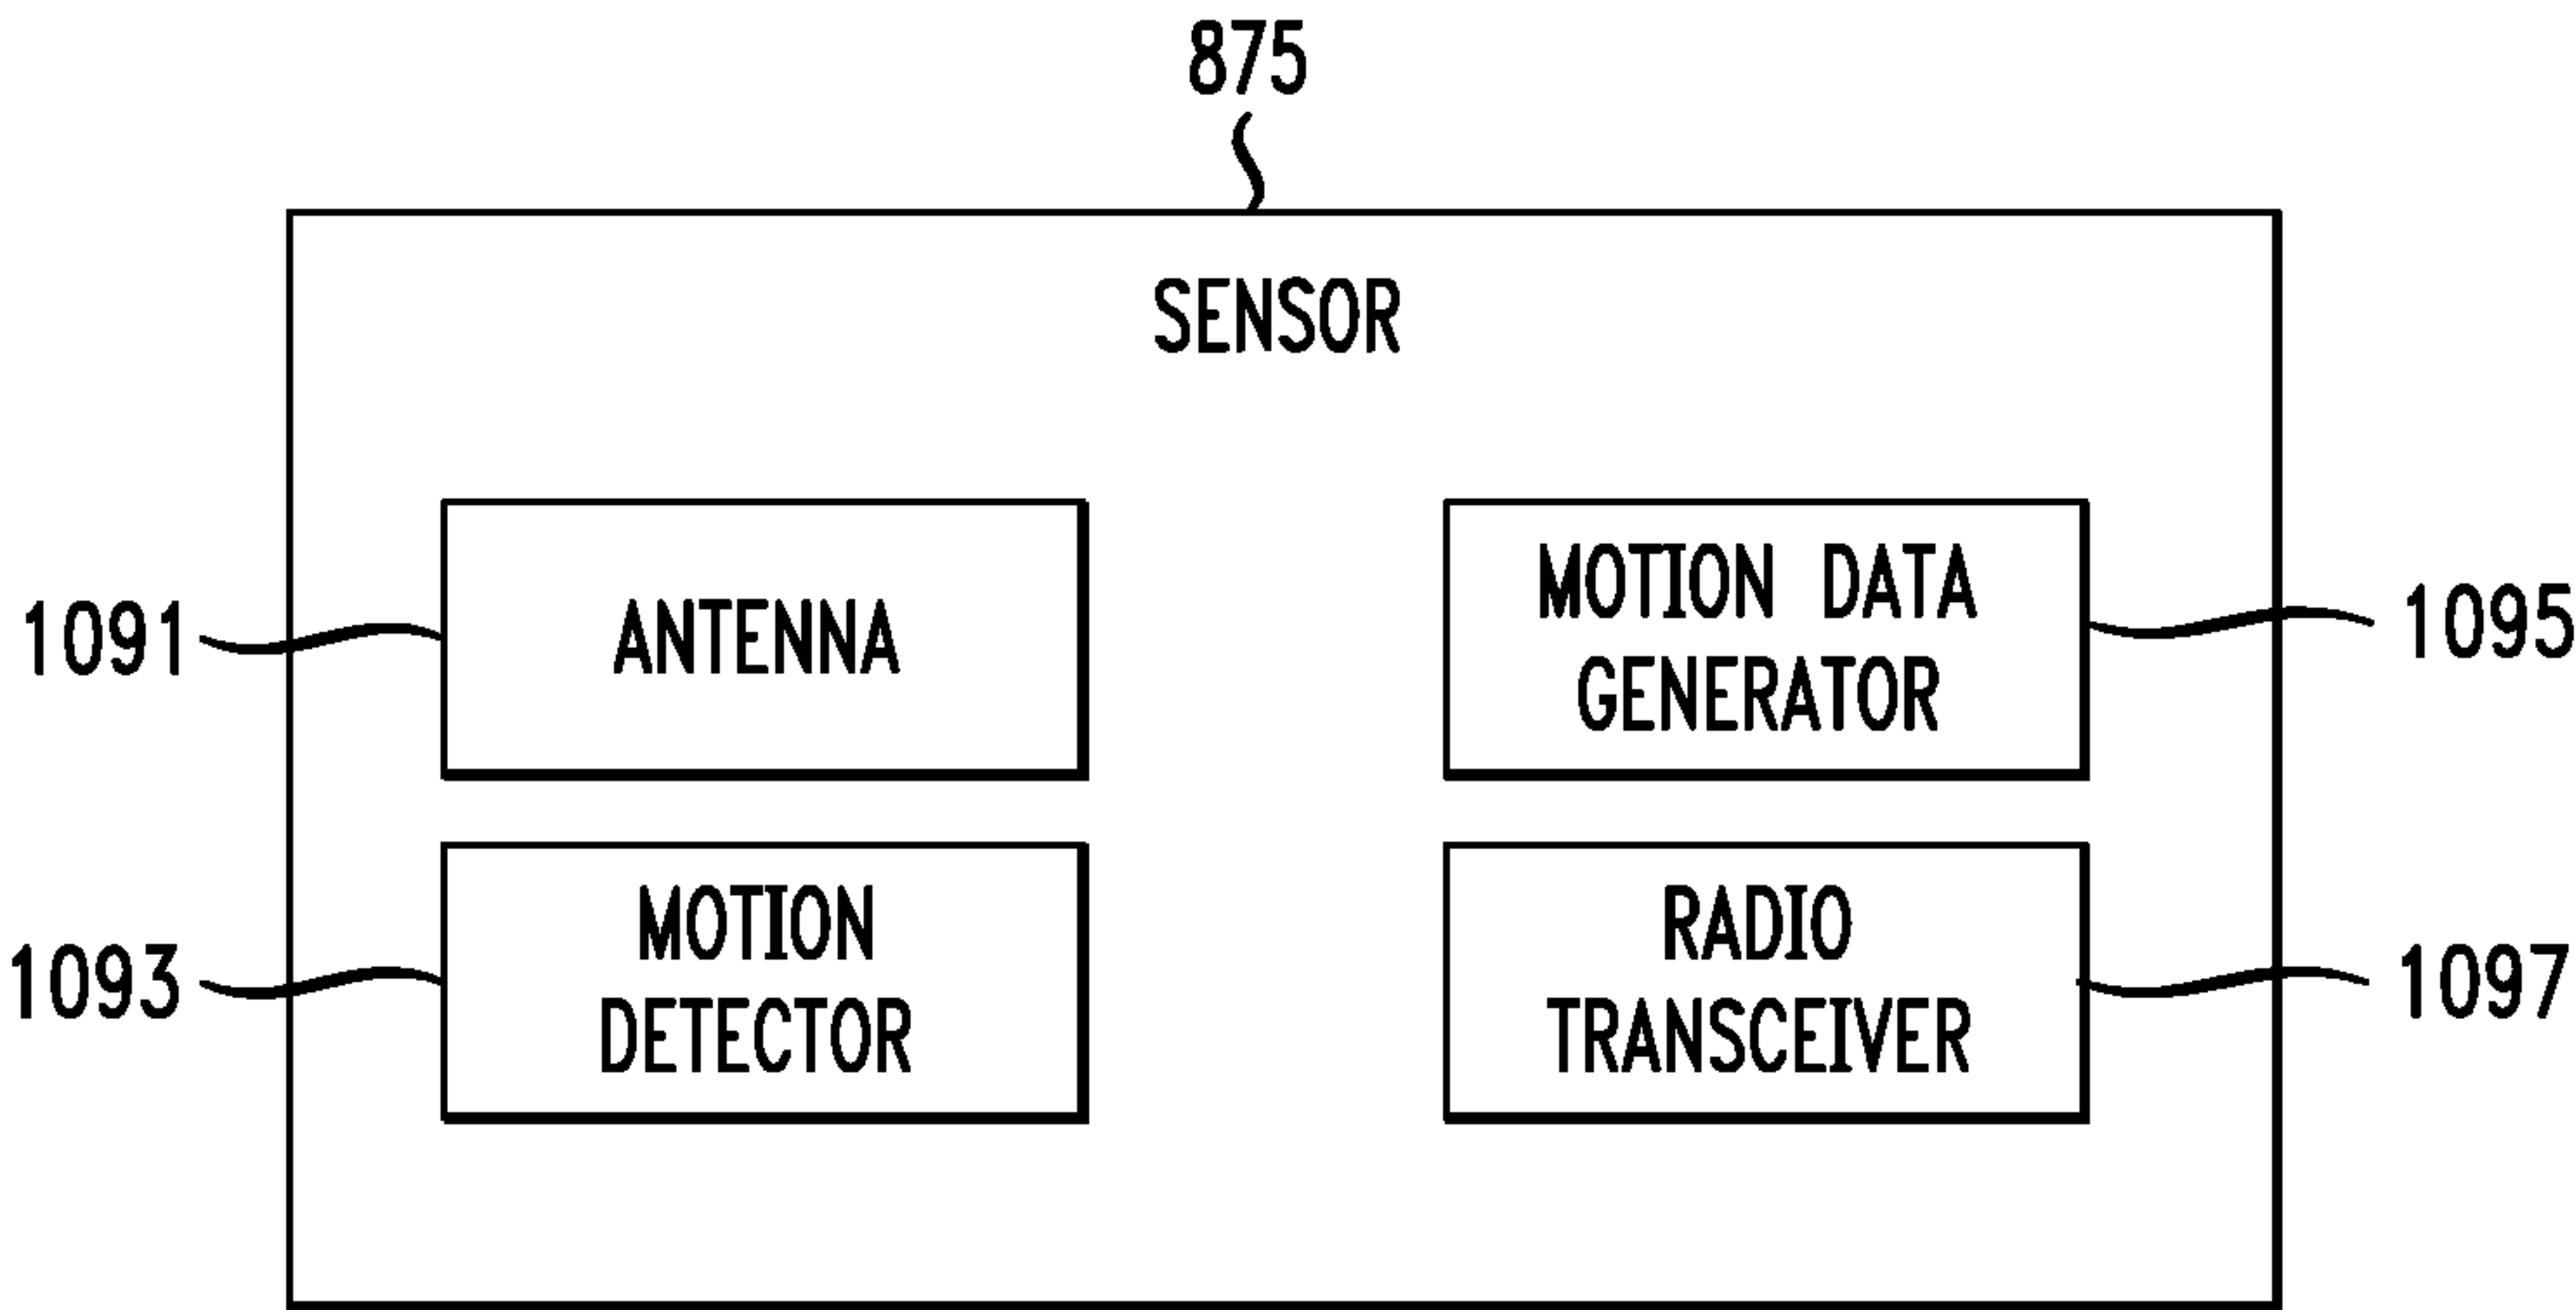 875
SENSOR
1091
ANTENNA
MOTION DATA
GENERATOR
1095
1093
MOTION
DETECTOR
RADIO
TRANSCEIVER
1097